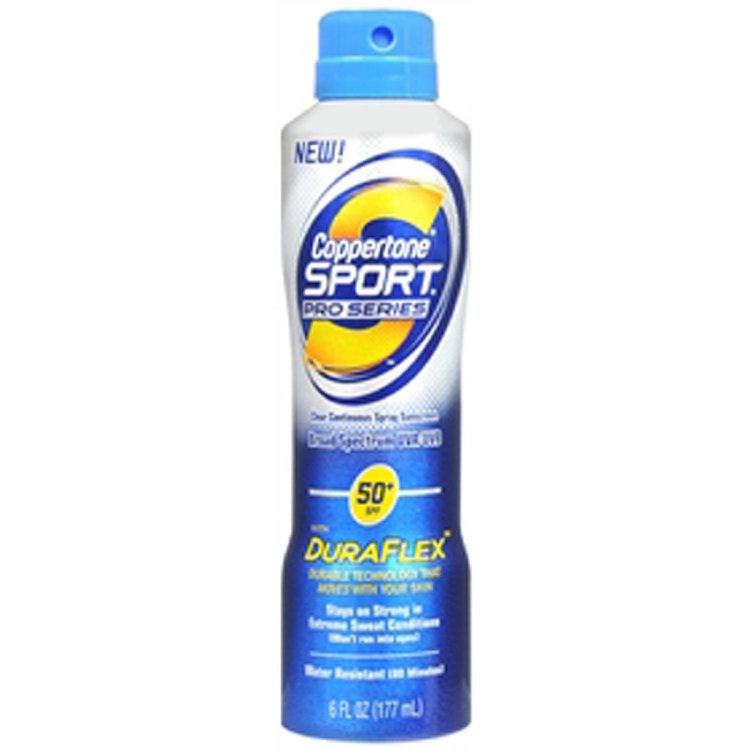 NEW!
Coppertone®
SPORT®
PRO SERIES
Clear Continuous Spray Sunscreen
Broad Spectrum UVA UVB
50+
SPF
WITH
DURAFLEX™
DURABLE TECHNOLOGY THAT
MOVES WITH YOUR SKIN
Stays on Strong in
Extreme Sweat Conditions
(Won't run into eyes)
Water Resistant (80 Minutes)
6 FL OZ (177 mL)